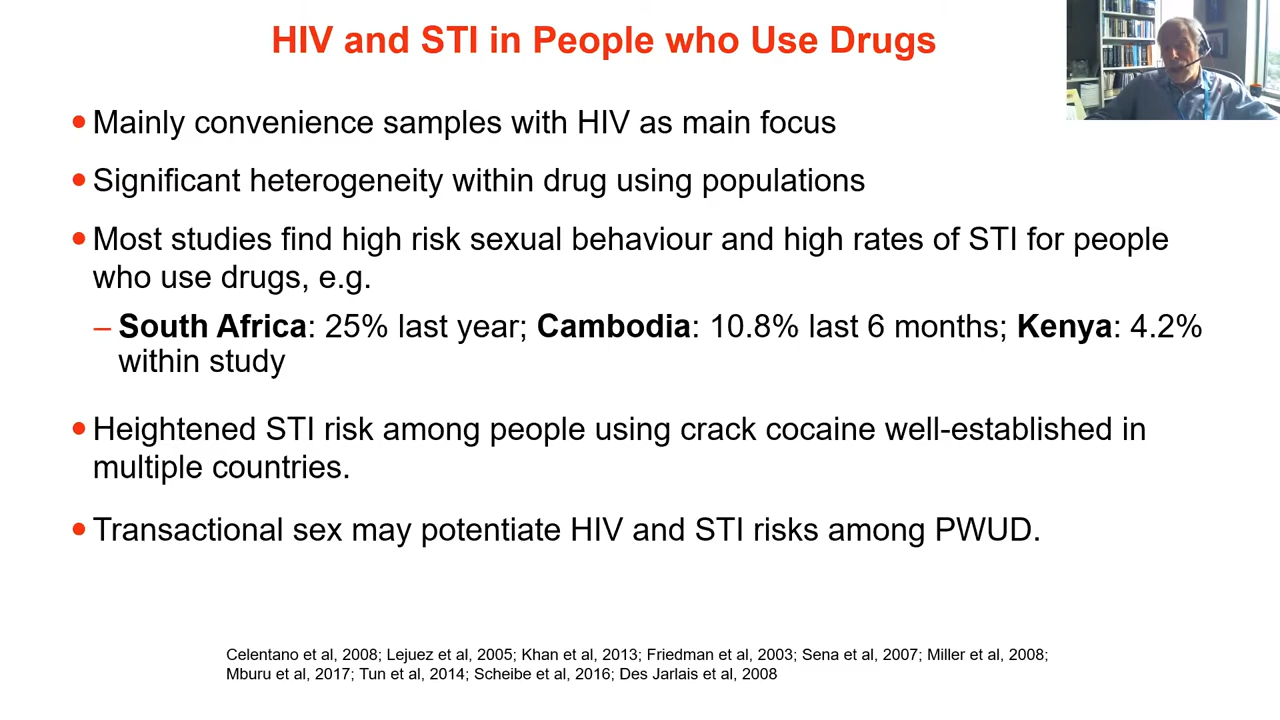 HIV and STI in People who Use Drugs
• Mainly convenience samples with HIV as main focus
• Significant heterogeneity within drug using populations
• Most studies find high risk sexual behaviour and high rates of STI for people
who use drugs, e.g.
– South Africa: 25% last year; Cambodia: 10.8% last 6 months; Kenya: 4.2%
within study
• Heightened STI risk among people using crack cocaine well-established in
multiple countries.
• Transactional sex may potentiate HIV and STI risks among PWUD.
Celentano et al, 2008; Lejuez et al, 2005; Khan et al, 2013; Friedman et al, 2003; Sena et al, 2007; Miller et al, 2008;
Mburu et al, 2017; Tun et al, 2014; Scheibe et al, 2016; Des Jarlais et al, 2008